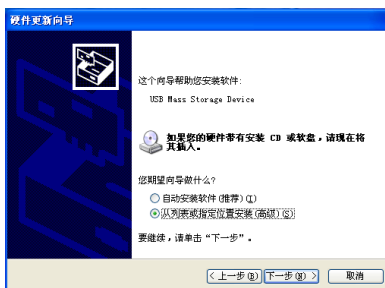 硬件更新向导
这个向导帮助您安装软件:
USB Mass Storage Device
如果您的硬件带有安装 CD 或软盘，请现在将
其插入。
您期望向导做什么?
自动安装软件(推荐)(I)
从列表或指定位置安装(高级)(S)
要继续，请单击“下一步”。
<上一步(B) 下一步(N)> 取消